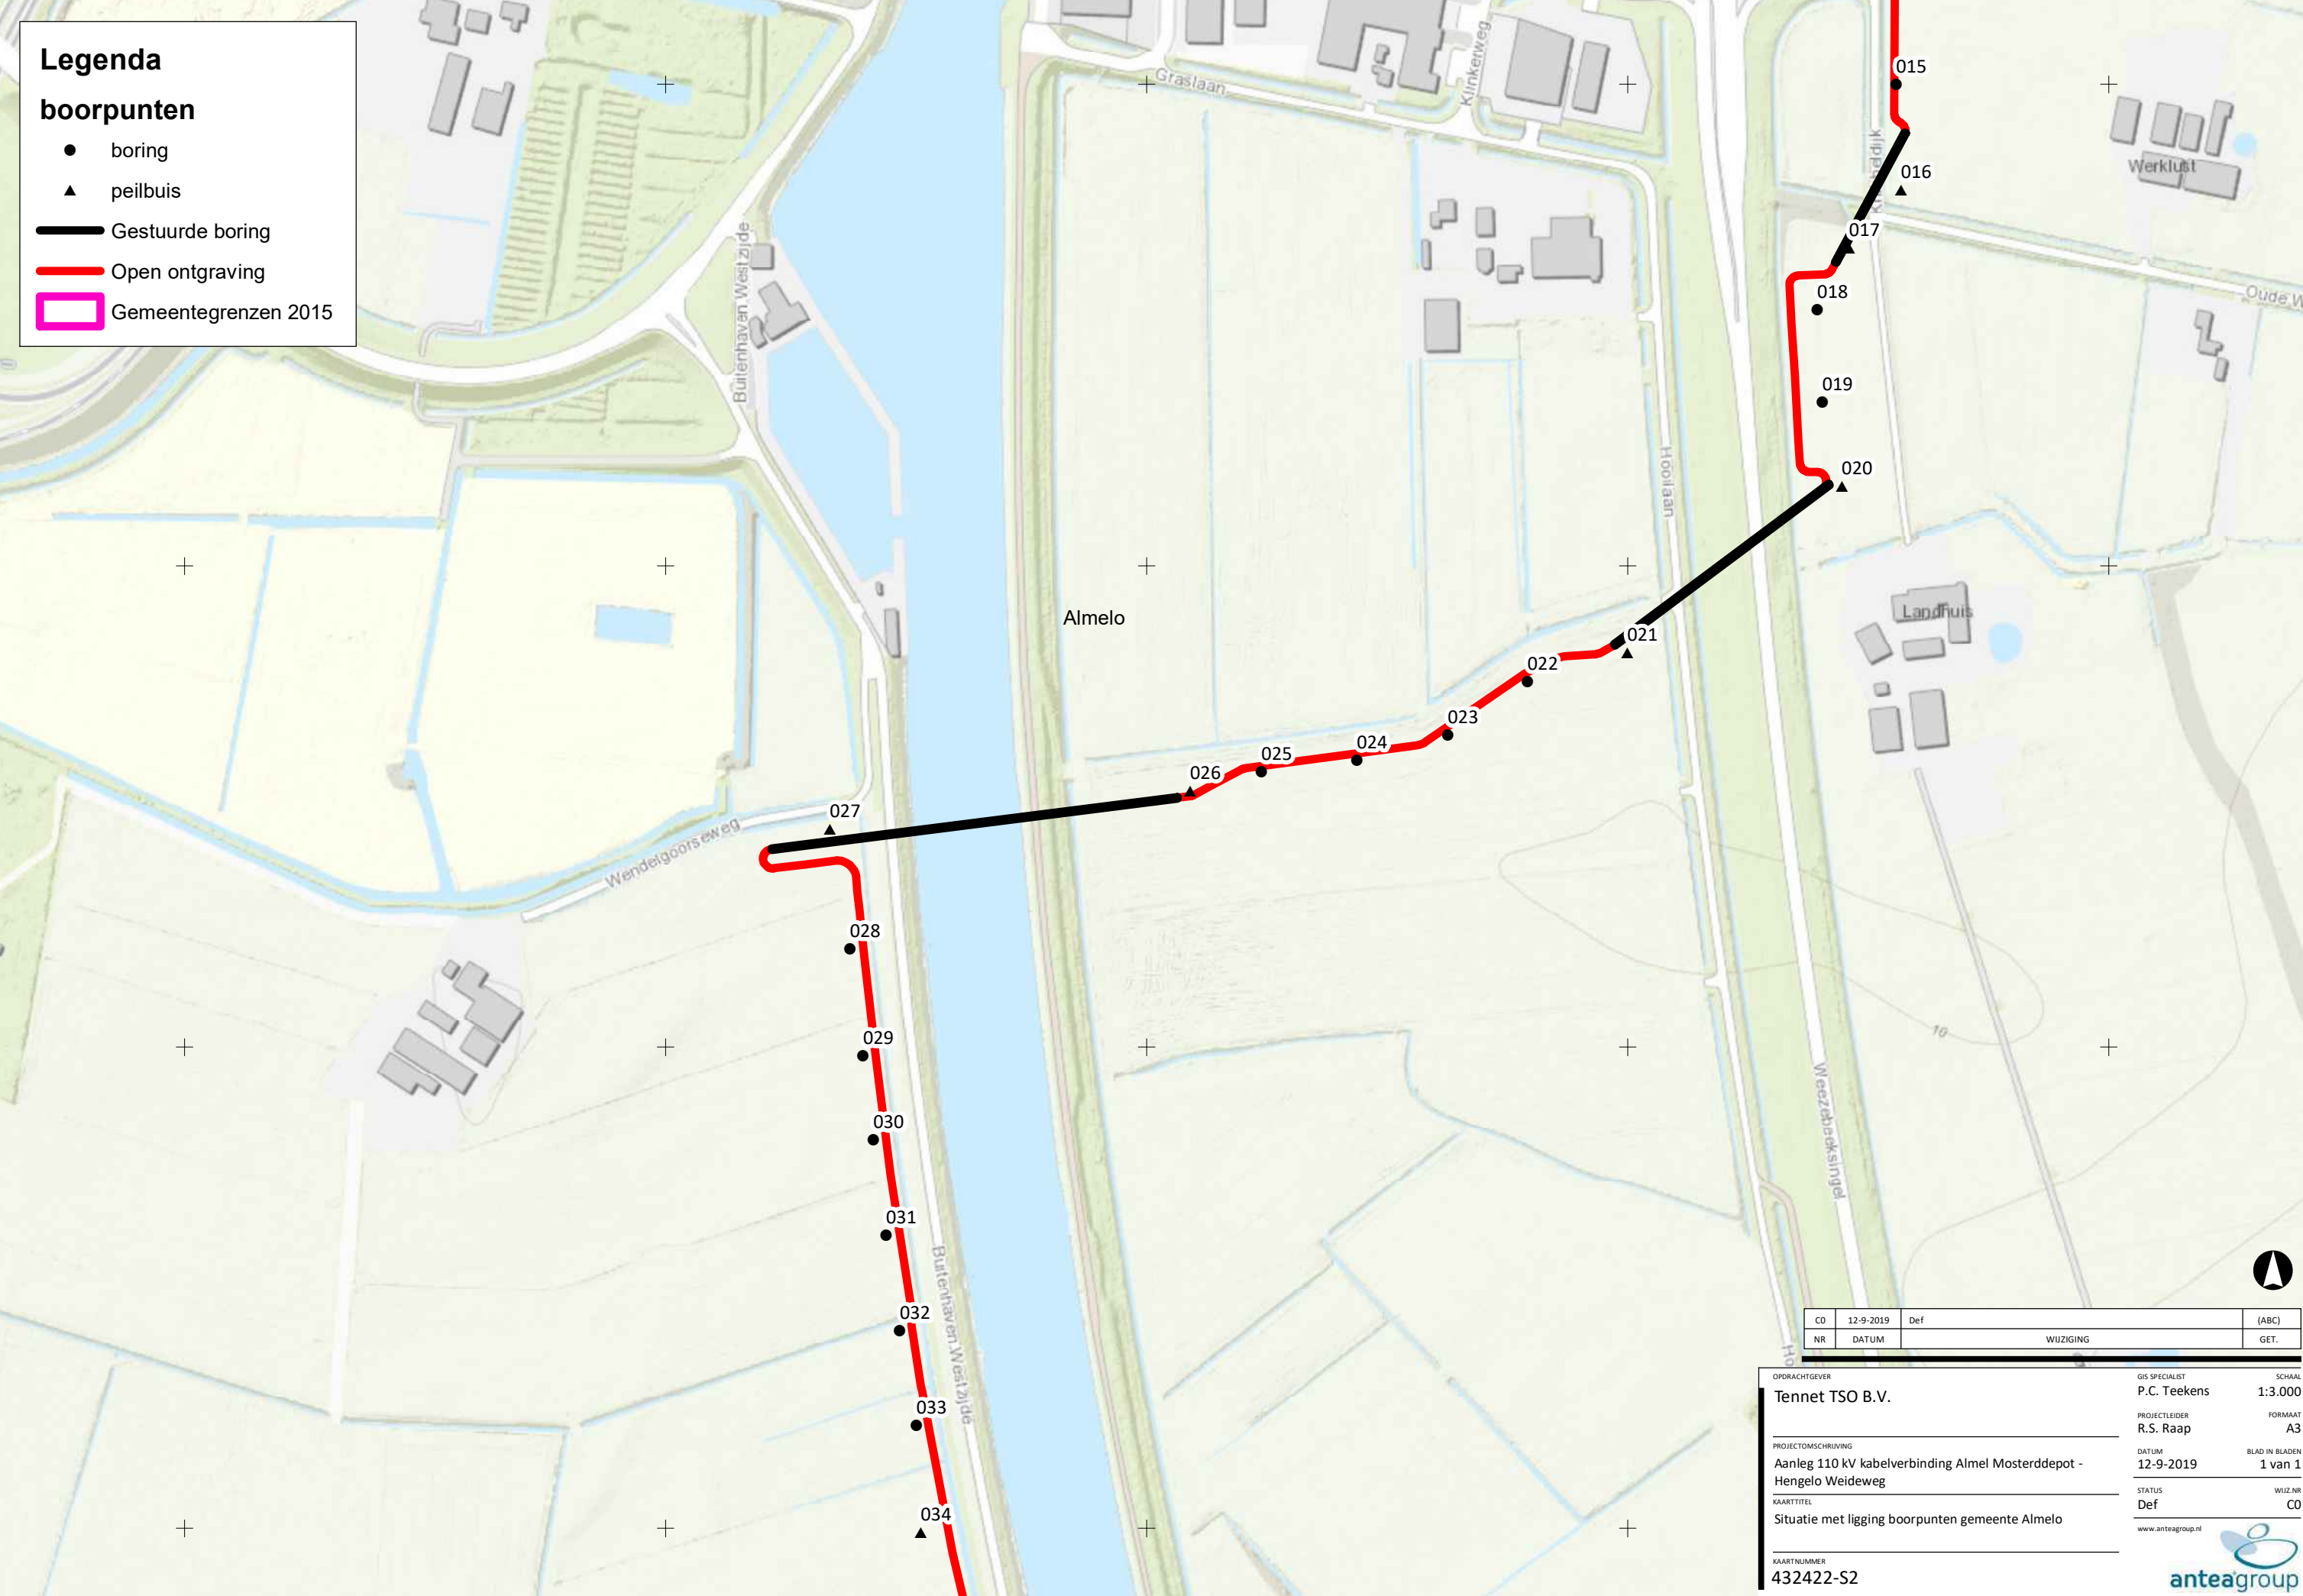 Legenda
boorpunten
boring
peilbuis
Gestuurde boring
Open ontgraving
Gemeentegrenzen 2015
Graslaan
Klinkerweg
015
016
Werklust
017
018
Oude W
Buitenhaven Westzijde
019
Hooilaan
020
Almelo
Landhuis
021
022
023
024
025
026
027
Wendelgoorseweg
028
029
10
030
Weezebeeksingel
031
Buitenhaven Westzijde
032
033
034
Ho
C0 12-9-2019 Def (ABC)
NR DATUM WIJZIGING GET.
OPDRACHTGEVER
Tennet TSO B.V.
GIS SPECIALIST SCHAAL
P.C. Teekens 1:3.000
PROJECTLEIDER FORMAAT
R.S. Raap A3
PROJECTOMSCHRIJVING
Aanleg 110 kV kabelverbinding Almel Mosterddepot -
Hengelo Weideweg
DATUM BLAD IN BLADEN
12-9-2019 1 van 1
STATUS WIJZ.NR
Def C0
KAARTTITEL
Situatie met ligging boorpunten gemeente Almelo
www.anteagroup.nl
KAARTNUMMER
432422-S2
anteagroup